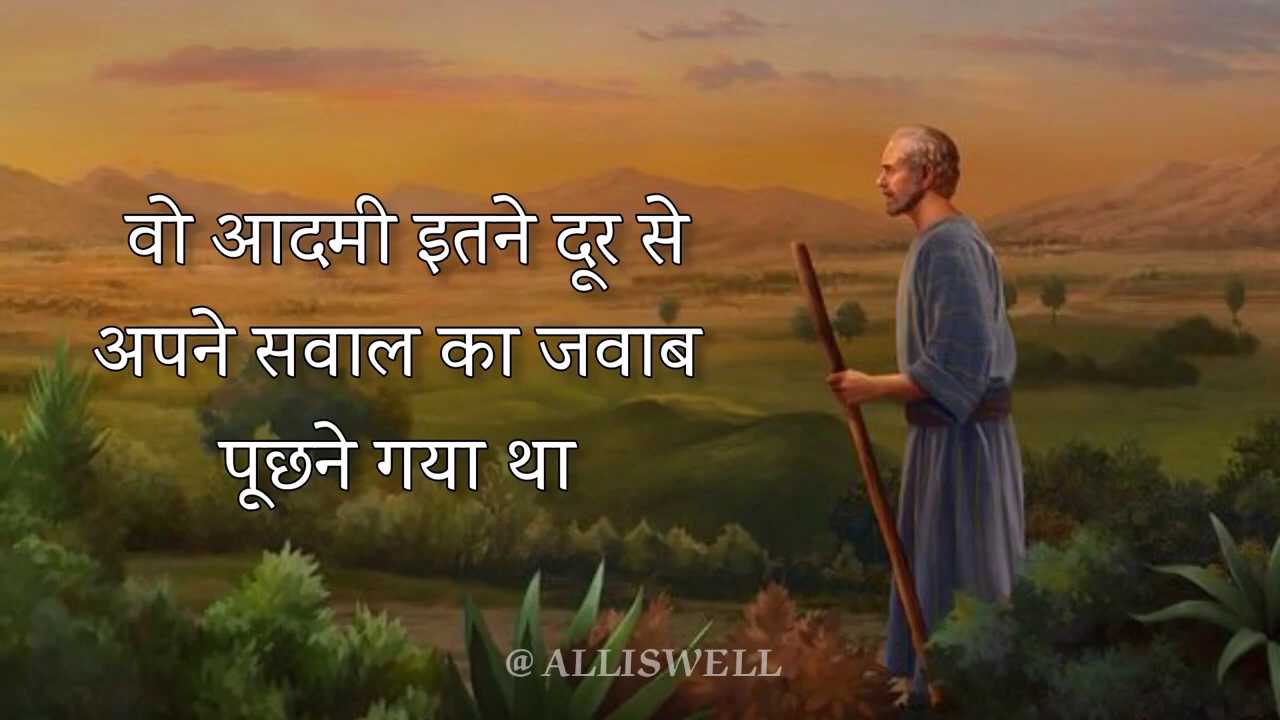 वो आदमी इतने दूर से
अपने सवाल का जवाब
पूछने गया था
@ALLISWELL